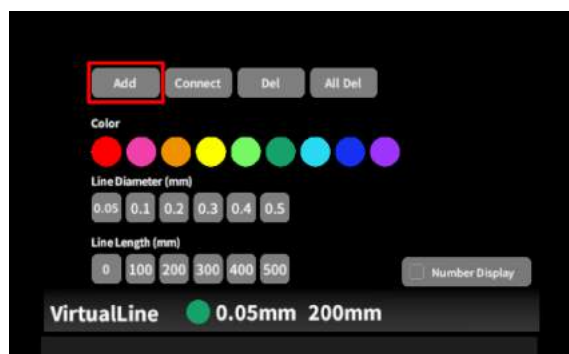 Add Connect Del All Del
Color
Line Diameter (mm)
0.05 0.1 0.2 0.3 0.4 0.5
Line Length (mm)
0 100 200 300 400 500 Number Display
VirtualLine 0.05mm 200mm